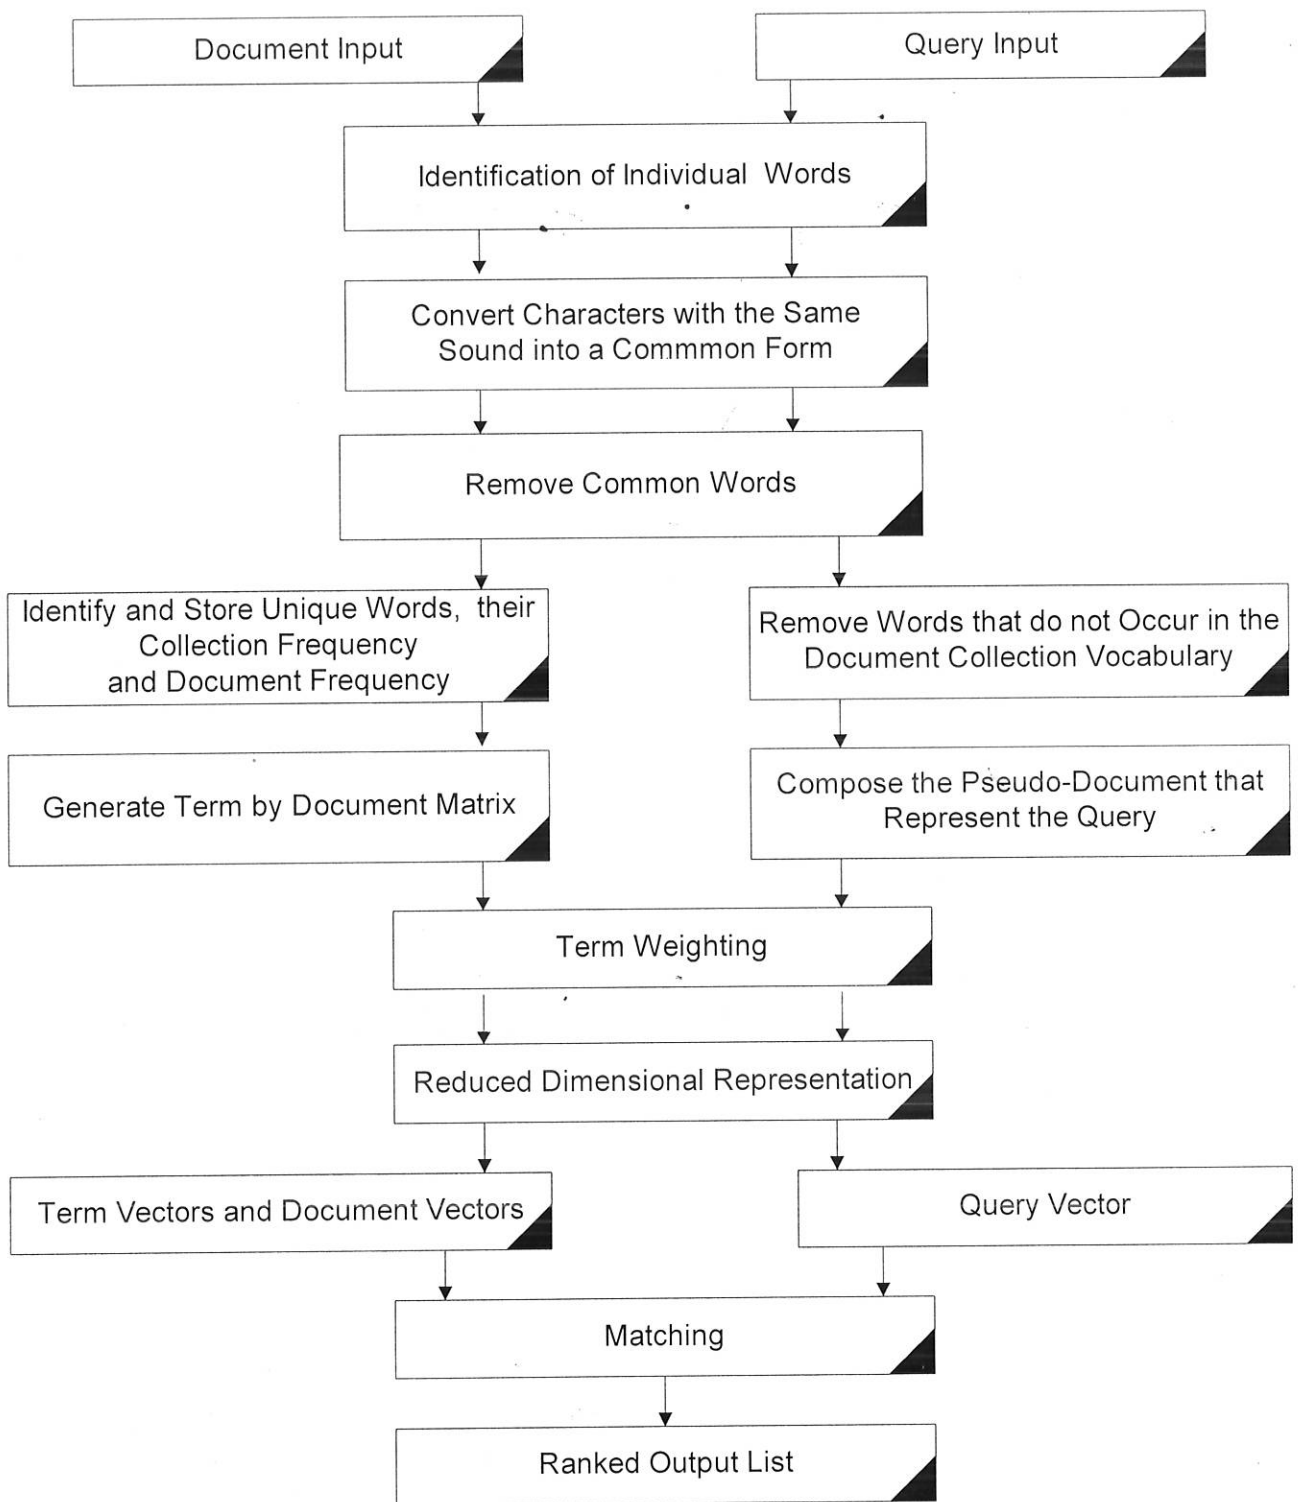 Document Input
Query Input
Identification of Individual Words
Convert Characters with the Same
Sound into a Commmon Form
Remove Common Words
Identify and Store Unique Words, their
Collection Frequency
and Document Frequency
Remove Words that do not Occur in the
Document Collection Vocabulary
Generate Term by Document Matrix
Compose the Pseudo-Document that
Represent the Query
Term Weighting
Reduced Dimensional Representation
Term Vectors and Document Vectors
Query Vector
Matching
Ranked Output List